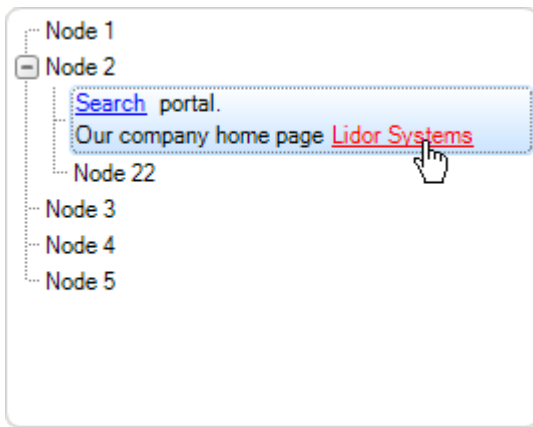 Node 1
Node 2
Search portal.
Our company home page Lidor Systems
Node 22
Node 3
Node 4
Node 5